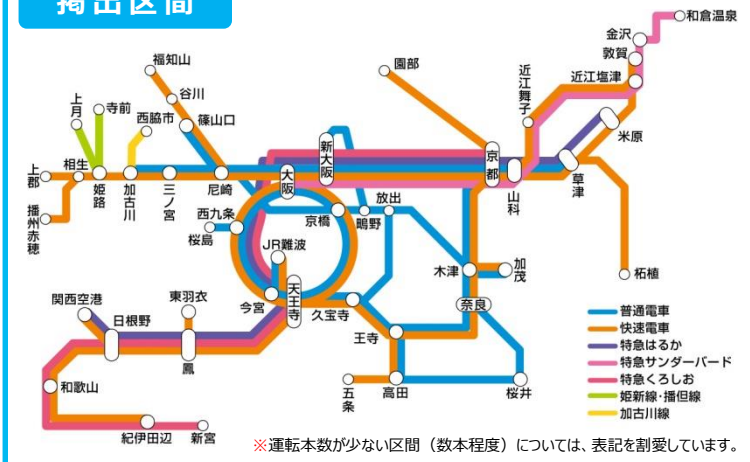 掲出区間
和倉温泉
金沢
敦賀
近江塩津
近江舞子
園部
福知山
谷川
篠山口
上月
寺前
西脇市
新大阪
京都
米原
相生
上郡
姫路
加古川
三ノ宮
尼崎
大阪
山科
草津
播州赤穂
西九条
桜島
京橋
鴫野
放出
JR難波
木津
加茂
柘植
関西空港
日根野
東羽衣
今宮
天王寺
久宝寺
奈良
王寺
鳳
和歌山
五条
高田
桜井
紀伊田辺
新宮
普通電車
快速電車
特急はるか
特急サンダーバード
特急くろしお
姫新線・播但線
加古川線
※運転本数が少ない区間（数本程度）については、表記を割愛しています。